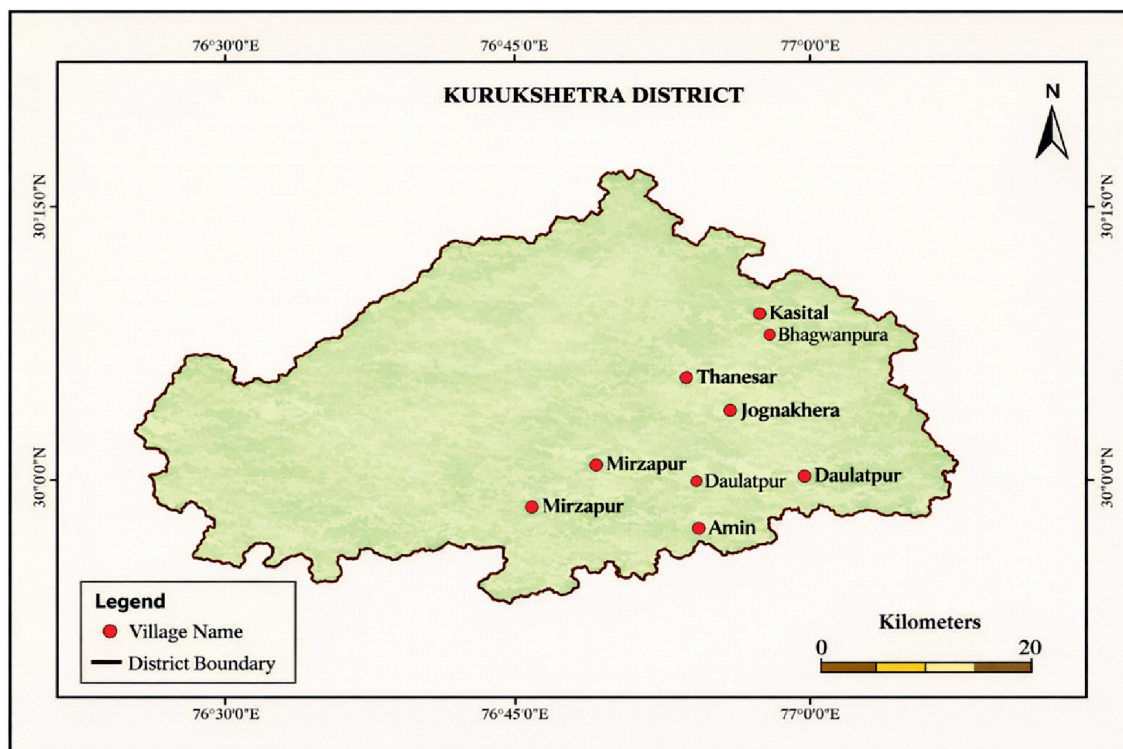 76°30'0"E 76°45'0"E 77°0'0"E
KURUKSHETRA DISTRICT
N
30°15'0"N
30°15'0"N
Kasital
Bhagwanpura
Thanesar
Jognakhera
Mirzapur
Daulatpur
Daulatpur
30°0'0"N
30°0'0"N
Mirzapur
Amin
Legend
Village Name
District Boundary
Kilometers
0 20
76°30'0"E 76°45'0"E 77°0'0"E